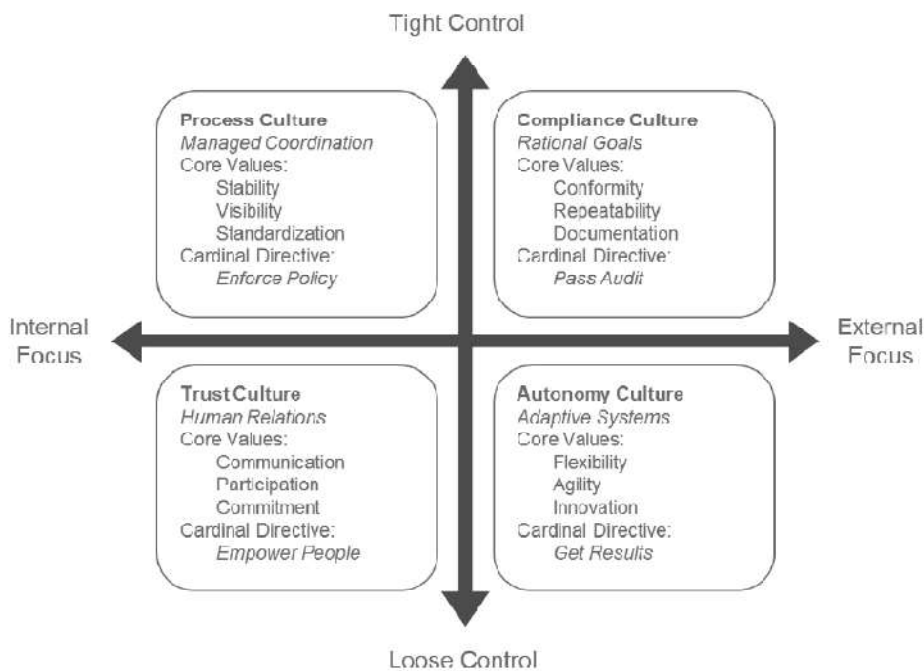 Tight Control
Process Culture
Managed Coordination
Core Values:
Stability
Visibility
Standardization
Cardinal Directive:
Enforce Policy
Compliance Culture
Rational Goals
Core Values:
Conformity
Repeatability
Documentation
Cardinal Directive:
Pass Audit
Internal
Focus
External
Focus
Trust Culture
Human Relations
Core Values:
Communication
Participation
Commitment
Cardinal Directive:
Empower People
Autonomy Culture
Adaptive Systems
Core Values:
Flexibility
Agility
Innovation
Cardinal Directive:
Get Results
Loose Control